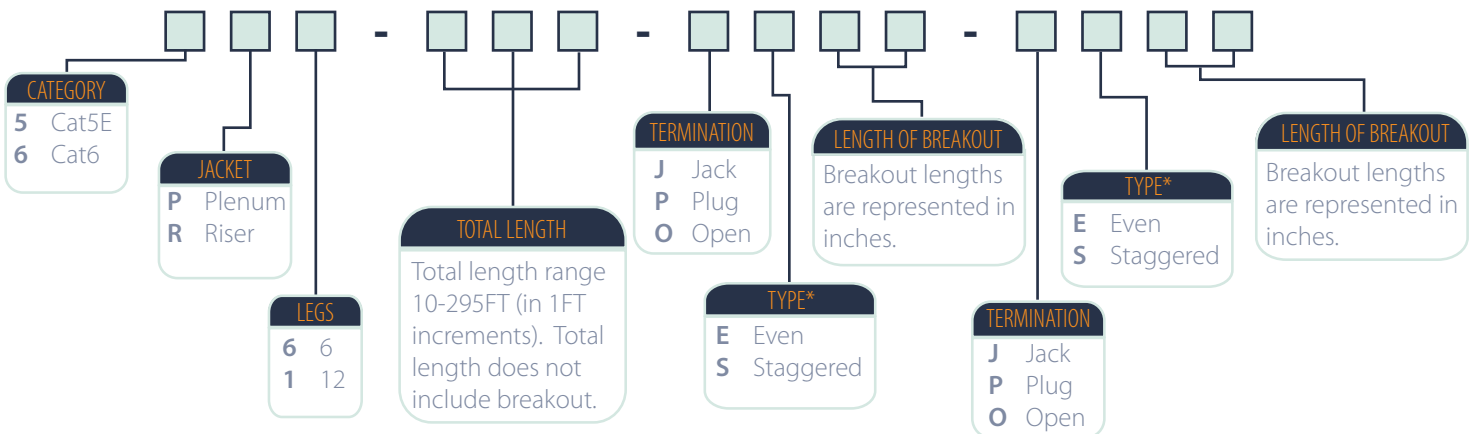 - - -
CATEGORY
5 Cat5E
6 Cat6
JACKET
P Plenum
R Riser
LEGS
6 6
1 12
TOTAL LENGTH
Total length range
10-295FT (in 1FT
increments). Total
length does not
include breakout.
TERMINATION
J Jack
P Plug
O Open
TYPE*
E Even
S Staggered
LENGTH OF BREAKOUT
Breakout lengths
are represented in
inches.
TERMINATION
J Jack
P Plug
O Open
TYPE*
E Even
S Staggered
LENGTH OF BREAKOUT
Breakout lengths
are represented in
inches.